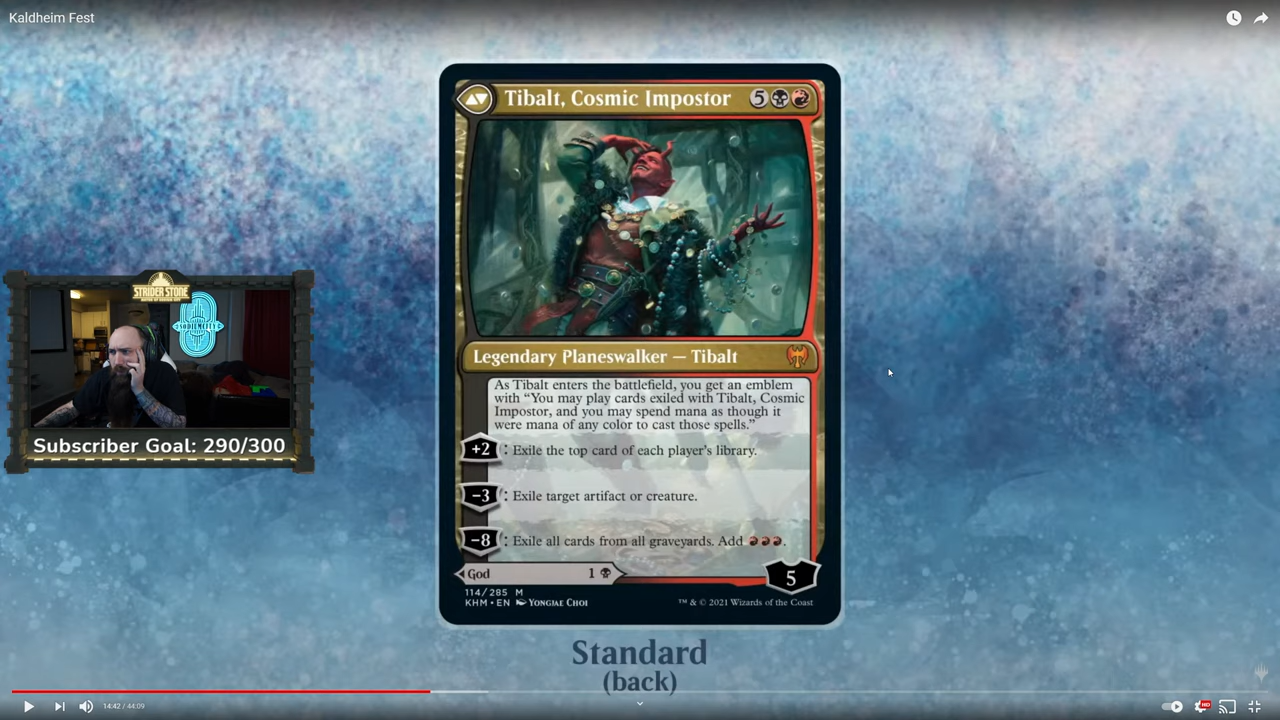 Kaldheim Fest
Tibalt, Cosmic Impostor 5
Legendary Planeswalker — Tibalt
As Tibalt enters the battlefield, you get an emblem
with “You may play cards exiled with Tibalt, Cosmic
Impostor, and you may spend mana as though it
were mana of any color to cast those spells.”
+2 : Exile the top card of each player’s library.
−3 : Exile target artifact or creature.
−8 : Exile all cards from all graveyards. Add .
God 1
5
114/285 M
KHM • EN YONGJAE CHOI
™ & © 2021 Wizards of the Coast
Standard
(back)
STRIDER STONE
Subscriber Goal: 290/300
14:42 / 44:09
HD